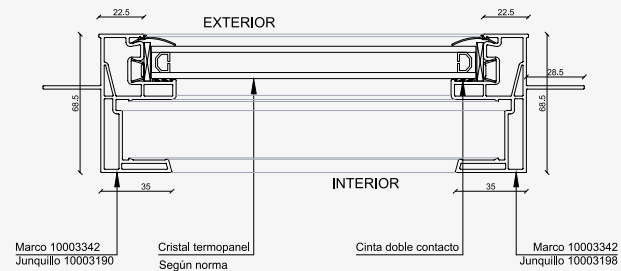 22.5
22.5
EXTERIOR
68.5
28.5
68.5
35
INTERIOR
35
Marco 10003342
Junquillo 10003190
Cristal termopanel
Según norma
Cinta doble contacto
Marco 10003342
Junquillo 10003198